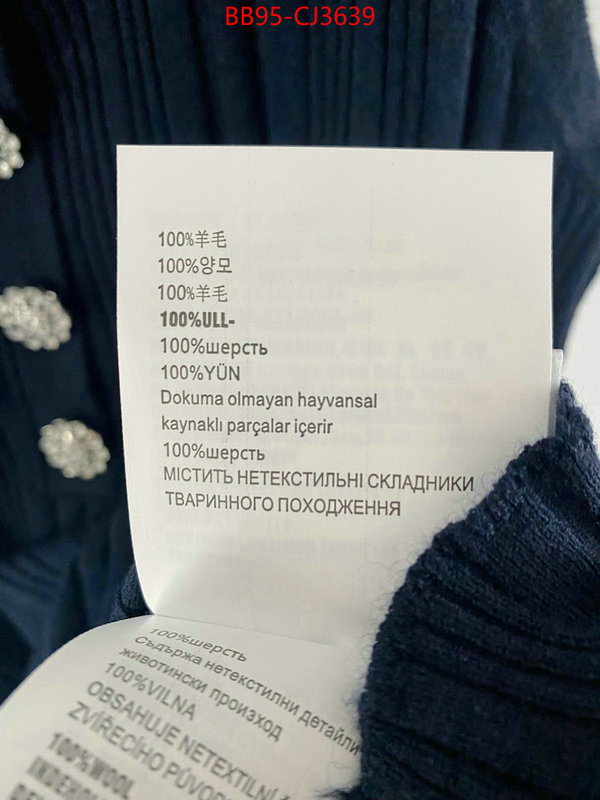 BB95-CJ3639
100%羊毛
100%양모
100%羊毛
100%ULL-
100%шерсть
100%YÜN
Dokuma olmayan hayvansal
kaynaklı parçalar içerir
100%шерсть
МІСТИТЬ НЕТЕКСТИЛЬНІ СКЛАДНИКИ
ТВАРИННОГО ПОХОДЖЕННЯ
100%шерсть
Съдържа нетекстилни детайли
животински произход
100%VILNA
OBSAHUJE NETEXTILNÍ
ZVÍŘECÍHO PŮVOD
100%WOOL